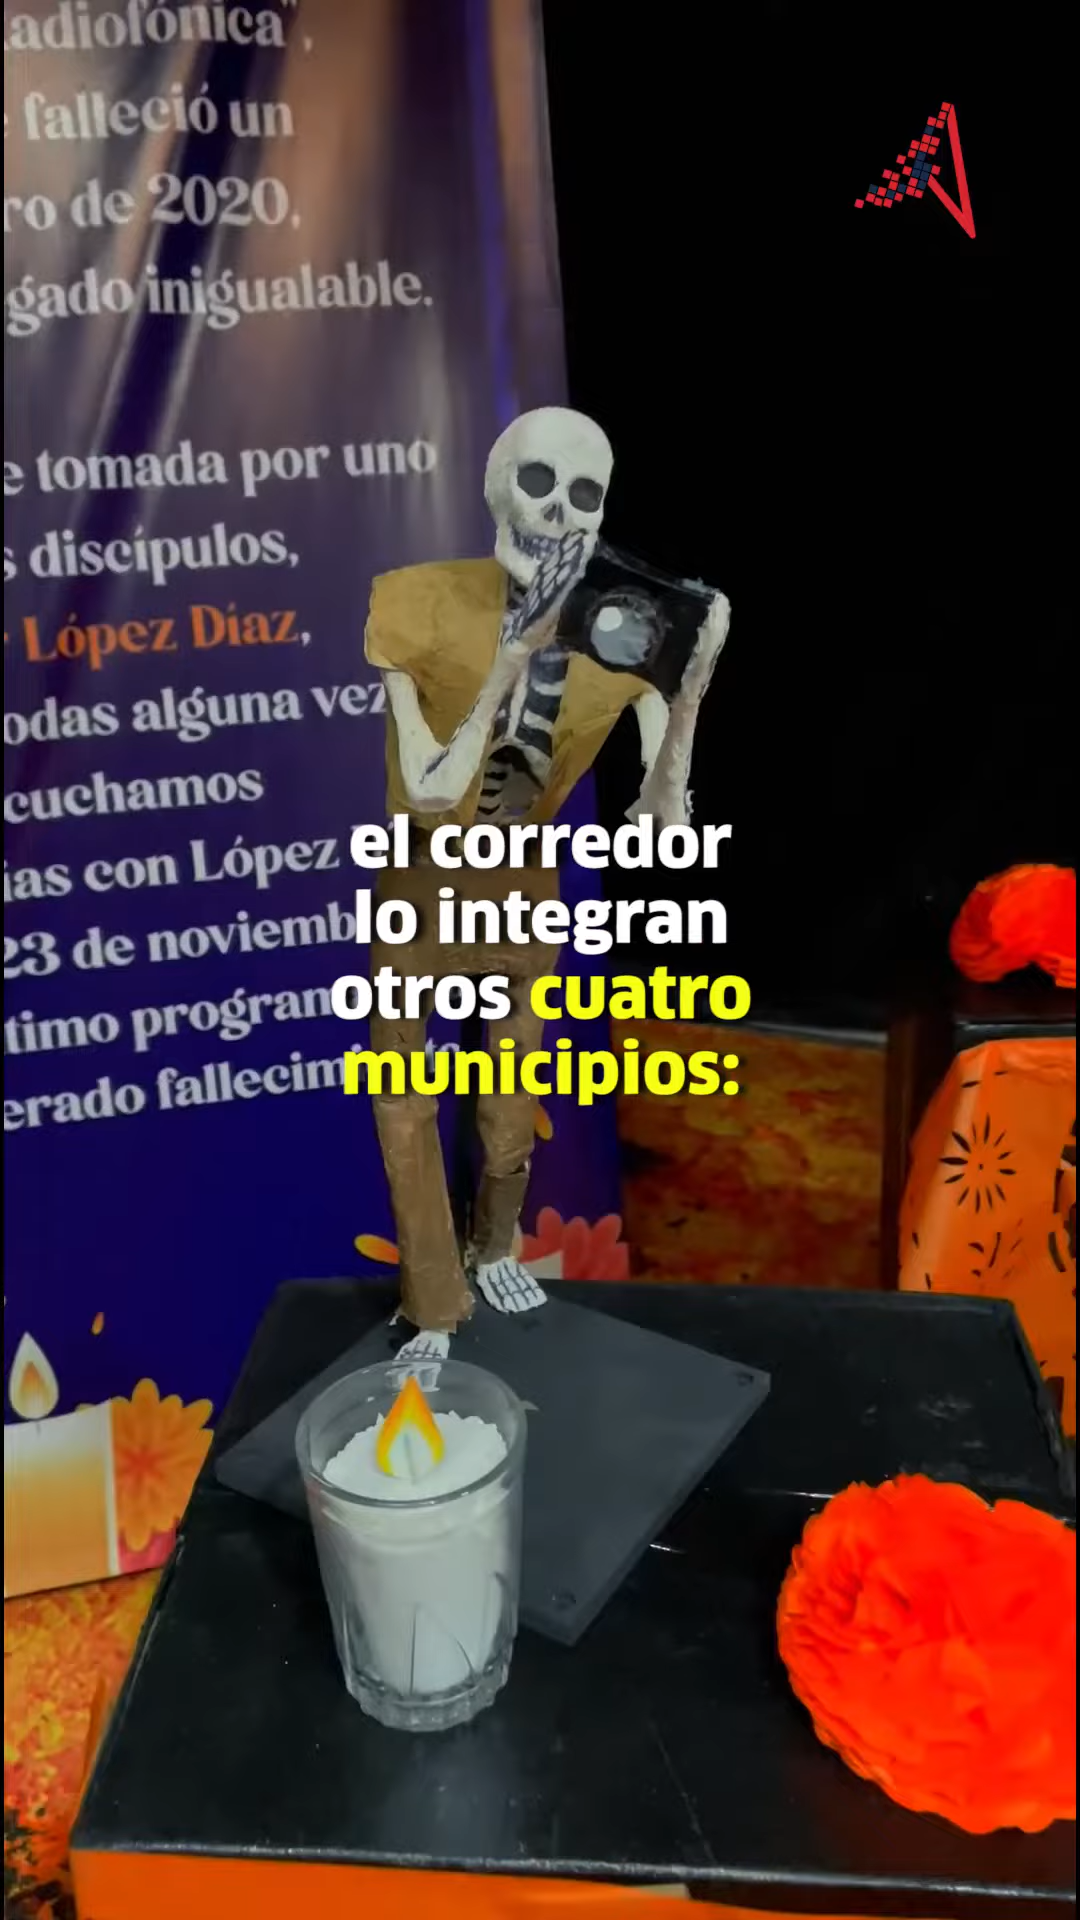 adiofónica",
falleció un
ro de 2020,
gado inigualable.
e tomada por uno
s discípulos,
López Díaz,
odas alguna vez
cuchamos
ías con López
23 de noviemb
timo program
erado fallecim
el corredor
lo integran
otros cuatro
municipios: